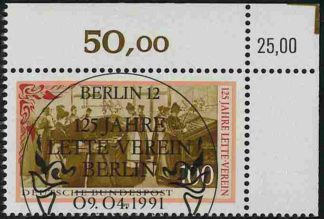 50,00
25,00
BERLIN 12
125 JAHRE
LETTE-VEREIN
BERLIN
09.04.1991
125 JAHRE LETTE-VEREIN
100
DEUTSCHE BUNDESPOST